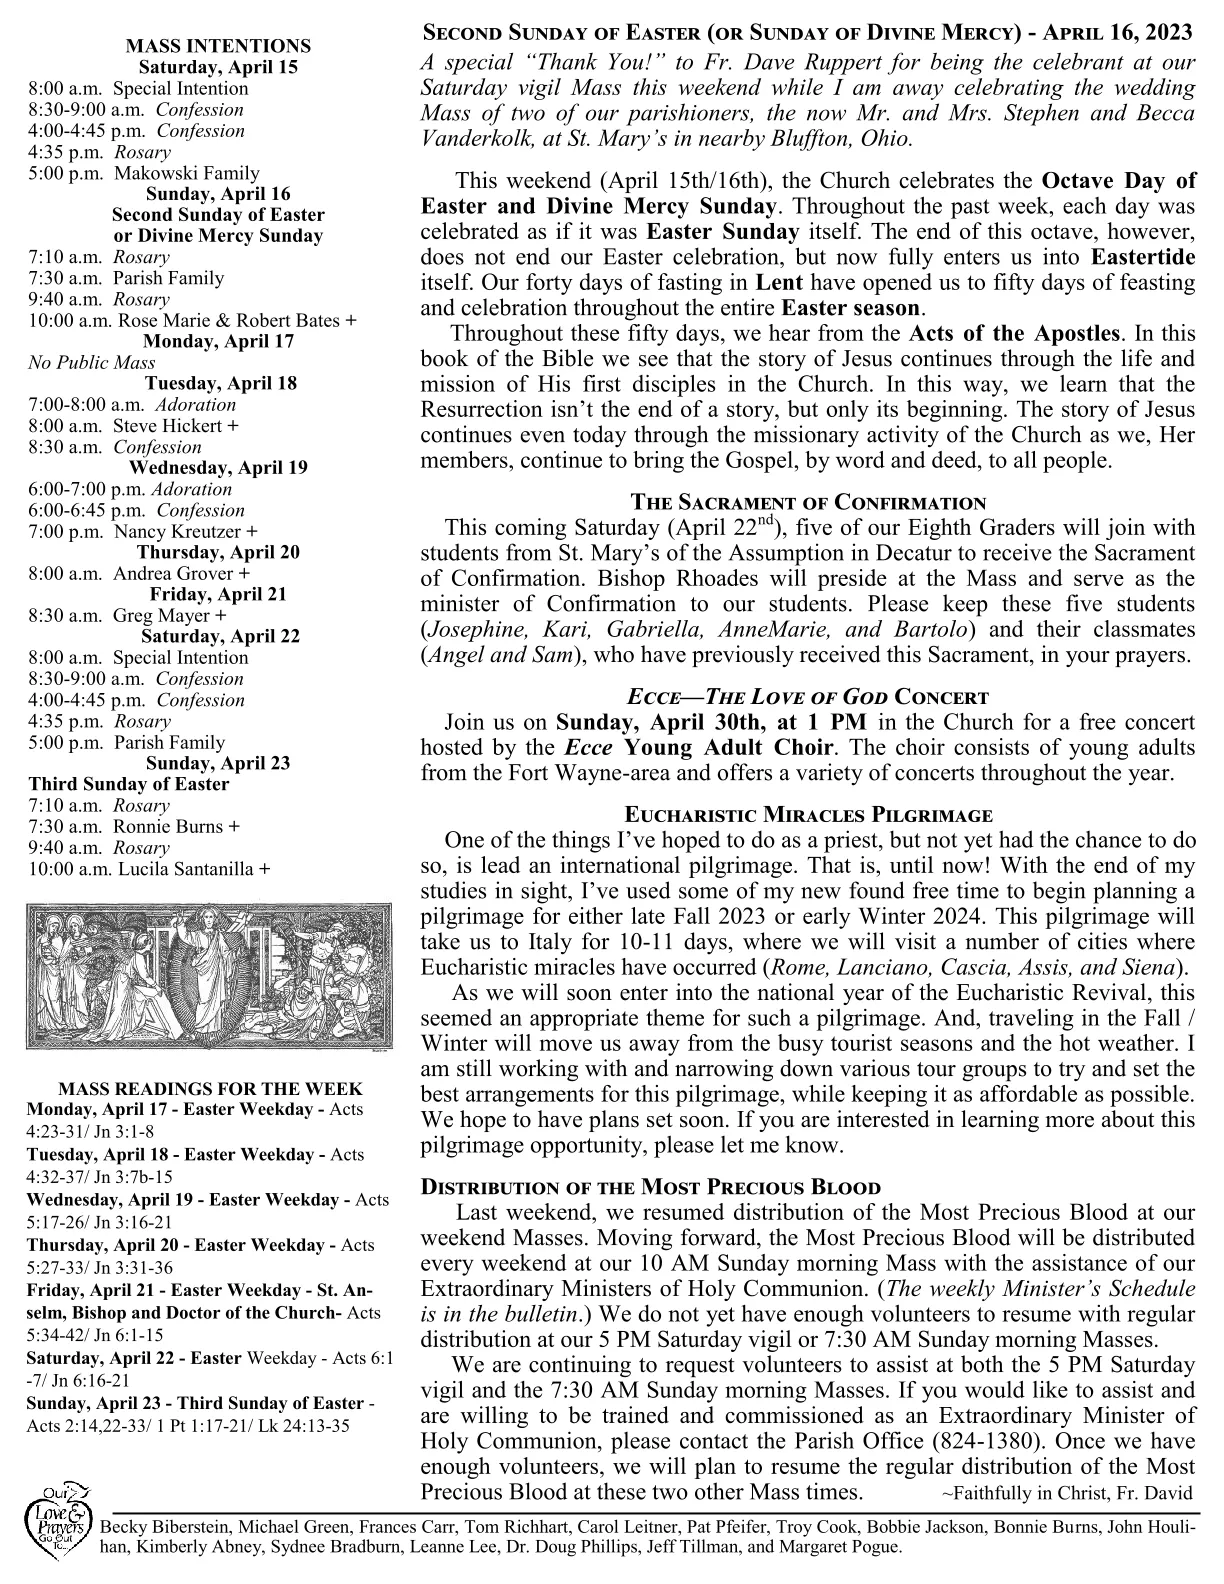 MASS INTENTIONS
Saturday, April 15
8:00 a.m. Special Intention
8:30-9:00 a.m. Confession
4:00-4:45 p.m. Confession
4:35 p.m. Rosary
5:00 p.m. Makowski Family
Sunday, April 16
Second Sunday of Easter
or Divine Mercy Sunday
7:10 a.m. Rosary
7:30 a.m. Parish Family
9:40 a.m. Rosary
10:00 a.m. Rose Marie & Robert Bates +
Monday, April 17
No Public Mass
Tuesday, April 18
7:00-8:00 a.m. Adoration
8:00 a.m. Steve Hickert +
8:30 a.m. Confession
Wednesday, April 19
6:00-7:00 p.m. Adoration
6:00-6:45 p.m. Confession
7:00 p.m. Nancy Kreutzer +
Thursday, April 20
8:00 a.m. Andrea Grover +
Friday, April 21
8:30 a.m. Greg Mayer +
Saturday, April 22
8:00 a.m. Special Intention
8:30-9:00 a.m. Confession
4:00-4:45 p.m. Confession
4:35 p.m. Rosary
5:00 p.m. Parish Family
Sunday, April 23
Third Sunday of Easter
7:10 a.m. Rosary
7:30 a.m. Ronnie Burns +
9:40 a.m. Rosary
10:00 a.m. Lucila Santanilla +
MASS READINGS FOR THE WEEK
Monday, April 17 - Easter Weekday - Acts
4:23-31/ Jn 3:1-8
Tuesday, April 18 - Easter Weekday - Acts
4:32-37/ Jn 3:7b-15
Wednesday, April 19 - Easter Weekday - Acts
5:17-26/ Jn 3:16-21
Thursday, April 20 - Easter Weekday - Acts
5:27-33/ Jn 3:31-36
Friday, April 21 - Easter Weekday - St. An-
selm, Bishop and Doctor of the Church- Acts
5:34-42/ Jn 6:1-15
Saturday, April 22 - Easter Weekday - Acts 6:1
-7/ Jn 6:16-21
Sunday, April 23 - Third Sunday of Easter -
Acts 2:14,22-33/ 1 Pt 1:17-21/ Lk 24:13-35
Second Sunday of Easter (or Sunday of Divine Mercy) - April 16, 2023
A special “Thank You!” to Fr. Dave Ruppert for being the celebrant at our
Saturday vigil Mass this weekend while I am away celebrating the wedding
Mass of two of our parishioners, the now Mr. and Mrs. Stephen and Becca
Vanderkolk, at St. Mary’s in nearby Bluffton, Ohio.
This weekend (April 15th/16th), the Church celebrates the Octave Day of
Easter and Divine Mercy Sunday. Throughout the past week, each day was
celebrated as if it was Easter Sunday itself. The end of this octave, however,
does not end our Easter celebration, but now fully enters us into Eastertide
itself. Our forty days of fasting in Lent have opened us to fifty days of feasting
and celebration throughout the entire Easter season.
Throughout these fifty days, we hear from the Acts of the Apostles. In this
book of the Bible we see that the story of Jesus continues through the life and
mission of His first disciples in the Church. In this way, we learn that the
Resurrection isn’t the end of a story, but only its beginning. The story of Jesus
continues even today through the missionary activity of the Church as we, Her
members, continue to bring the Gospel, by word and deed, to all people.
The Sacrament of Confirmation
This coming Saturday (April 22nd), five of our Eighth Graders will join with
students from St. Mary’s of the Assumption in Decatur to receive the Sacrament
of Confirmation. Bishop Rhoades will preside at the Mass and serve as the
minister of Confirmation to our students. Please keep these five students
(Josephine, Kari, Gabriella, AnneMarie, and Bartolo) and their classmates
(Angel and Sam), who have previously received this Sacrament, in your prayers.
Ecce—The Love of God Concert
Join us on Sunday, April 30th, at 1 PM in the Church for a free concert
hosted by the Ecce Young Adult Choir. The choir consists of young adults
from the Fort Wayne-area and offers a variety of concerts throughout the year.
Eucharistic Miracles Pilgrimage
One of the things I’ve hoped to do as a priest, but not yet had the chance to do
so, is lead an international pilgrimage. That is, until now! With the end of my
studies in sight, I’ve used some of my new found free time to begin planning a
pilgrimage for either late Fall 2023 or early Winter 2024. This pilgrimage will
take us to Italy for 10-11 days, where we will visit a number of cities where
Eucharistic miracles have occurred (Rome, Lanciano, Cascia, Assis, and Siena).
As we will soon enter into the national year of the Eucharistic Revival, this
seemed an appropriate theme for such a pilgrimage. And, traveling in the Fall /
Winter will move us away from the busy tourist seasons and the hot weather. I
am still working with and narrowing down various tour groups to try and set the
best arrangements for this pilgrimage, while keeping it as affordable as possible.
We hope to have plans set soon. If you are interested in learning more about this
pilgrimage opportunity, please let me know.
Distribution of the Most Precious Blood
Last weekend, we resumed distribution of the Most Precious Blood at our
weekend Masses. Moving forward, the Most Precious Blood will be distributed
every weekend at our 10 AM Sunday morning Mass with the assistance of our
Extraordinary Ministers of Holy Communion. (The weekly Minister’s Schedule
is in the bulletin.) We do not yet have enough volunteers to resume with regular
distribution at our 5 PM Saturday vigil or 7:30 AM Sunday morning Masses.
We are continuing to request volunteers to assist at both the 5 PM Saturday
vigil and the 7:30 AM Sunday morning Masses. If you would like to assist and
are willing to be trained and commissioned as an Extraordinary Minister of
Holy Communion, please contact the Parish Office (824-1380). Once we have
enough volunteers, we will plan to resume the regular distribution of the Most
Precious Blood at these two other Mass times. ~Faithfully in Christ, Fr. David
Our
Love &
Prayers
Go Out
To...
Becky Biberstein, Michael Green, Frances Carr, Tom Richhart, Carol Leitner, Pat Pfeifer, Troy Cook, Bobbie Jackson, Bonnie Burns, John Houli-
han, Kimberly Abney, Sydnee Bradburn, Leanne Lee, Dr. Doug Phillips, Jeff Tillman, and Margaret Pogue.